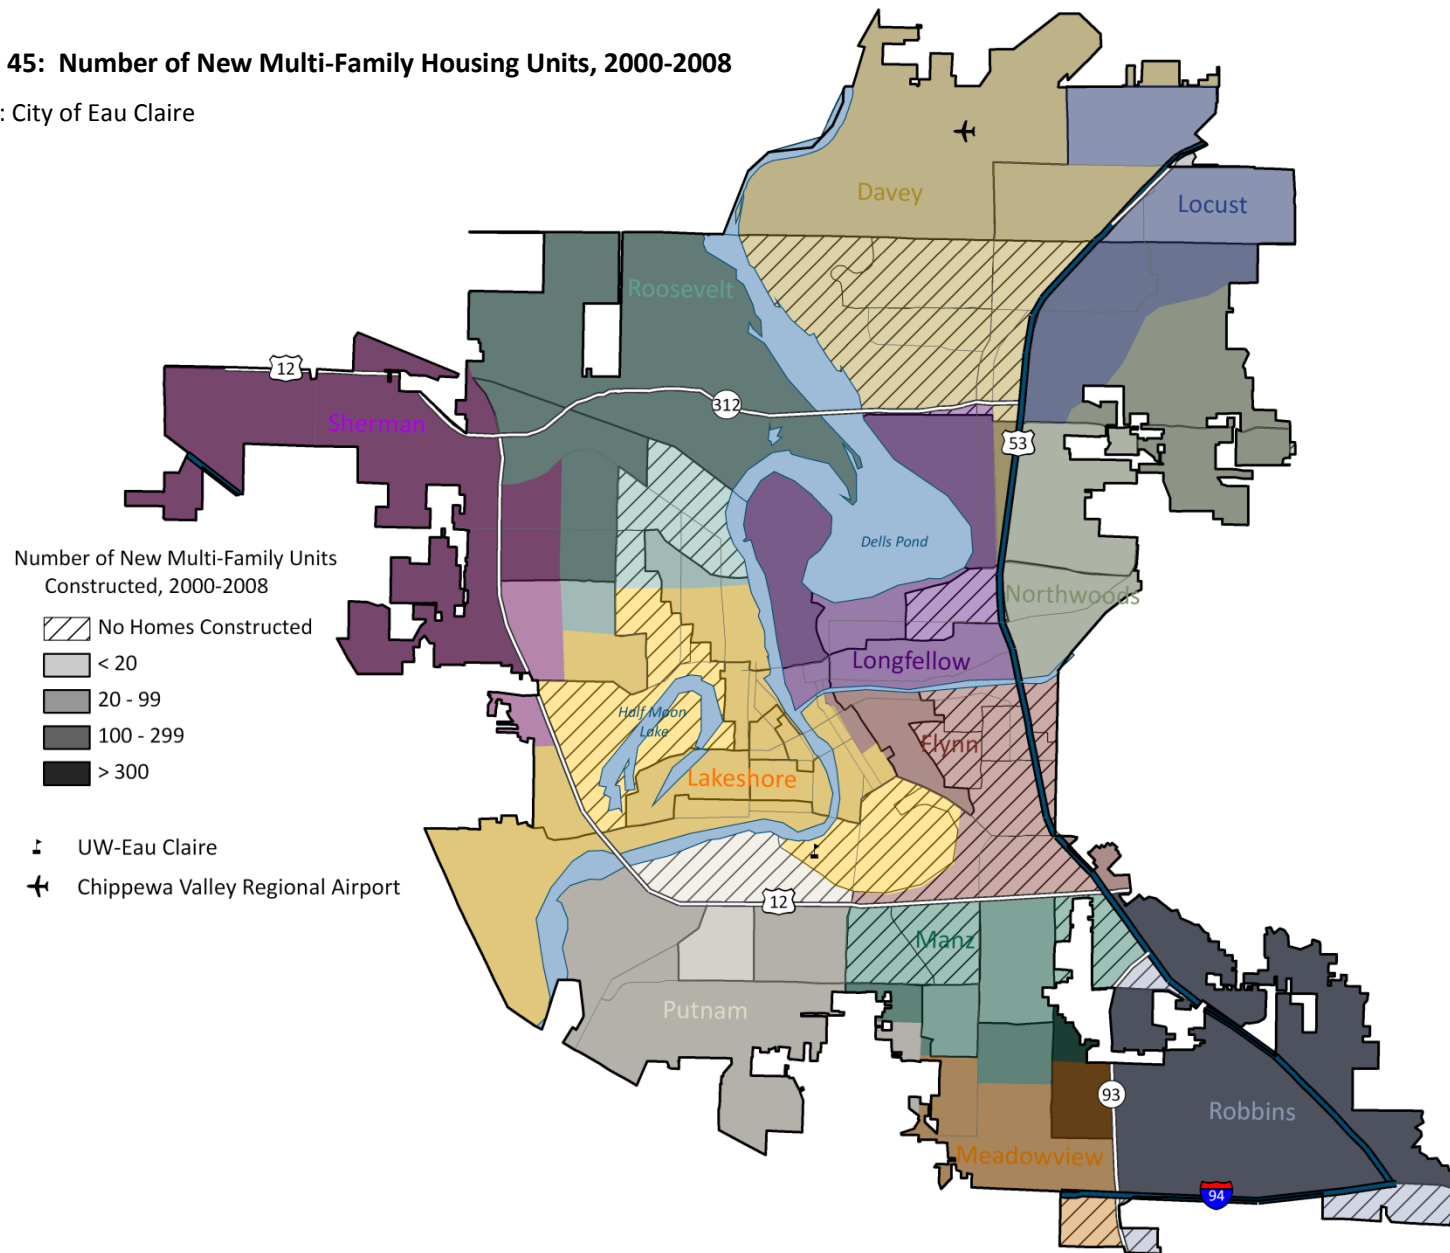 45: Number of New Multi-Family Housing Units, 2000-2008
: City of Eau Claire
Davey
Locust
Roosevelt
12
Sherman
312
53
Dells Pond
Number of New Multi-Family Units
Constructed, 2000-2008
No Homes Constructed
< 20
20 - 99
100 - 299
> 300
Northwoods
Longfellow
Half Moon
Lake
Flynn
Lakeshore
UW-Eau Claire
Chippewa Valley Regional Airport
12
Manz
Putnam
93
Robbins
Meadowview
94